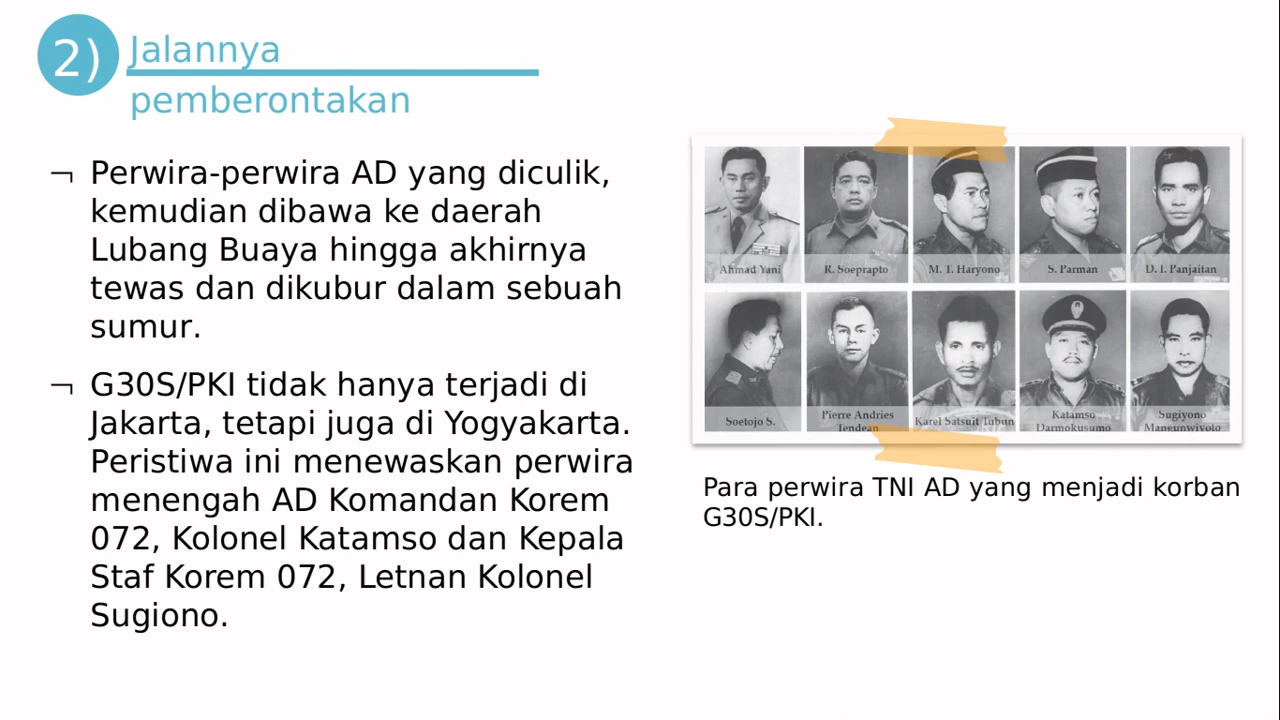 2)
Jalannya
pemberontakan
¬ Perwira-perwira AD yang diculik,
kemudian dibawa ke daerah
Lubang Buaya hingga akhirnya
tewas dan dikubur dalam sebuah
sumur.
¬ G30S/PKI tidak hanya terjadi di
Jakarta, tetapi juga di Yogyakarta.
Peristiwa ini menewaskan perwira
menengah AD Komandan Korem
072, Kolonel Katamso dan Kepala
Staf Korem 072, Letnan Kolonel
Sugiono.
Ahmad Yani
R. Soeprapto
M. T. Haryono
S. Parman
D. I. Panjaitan
Soetojo S.
Pierre Andries
Tendean
Karel Satsuit Tubun
Katamso
Darmokusumo
Sugiyono
Mangunwiyoto
Para perwira TNI AD yang menjadi korban
G30S/PKI.